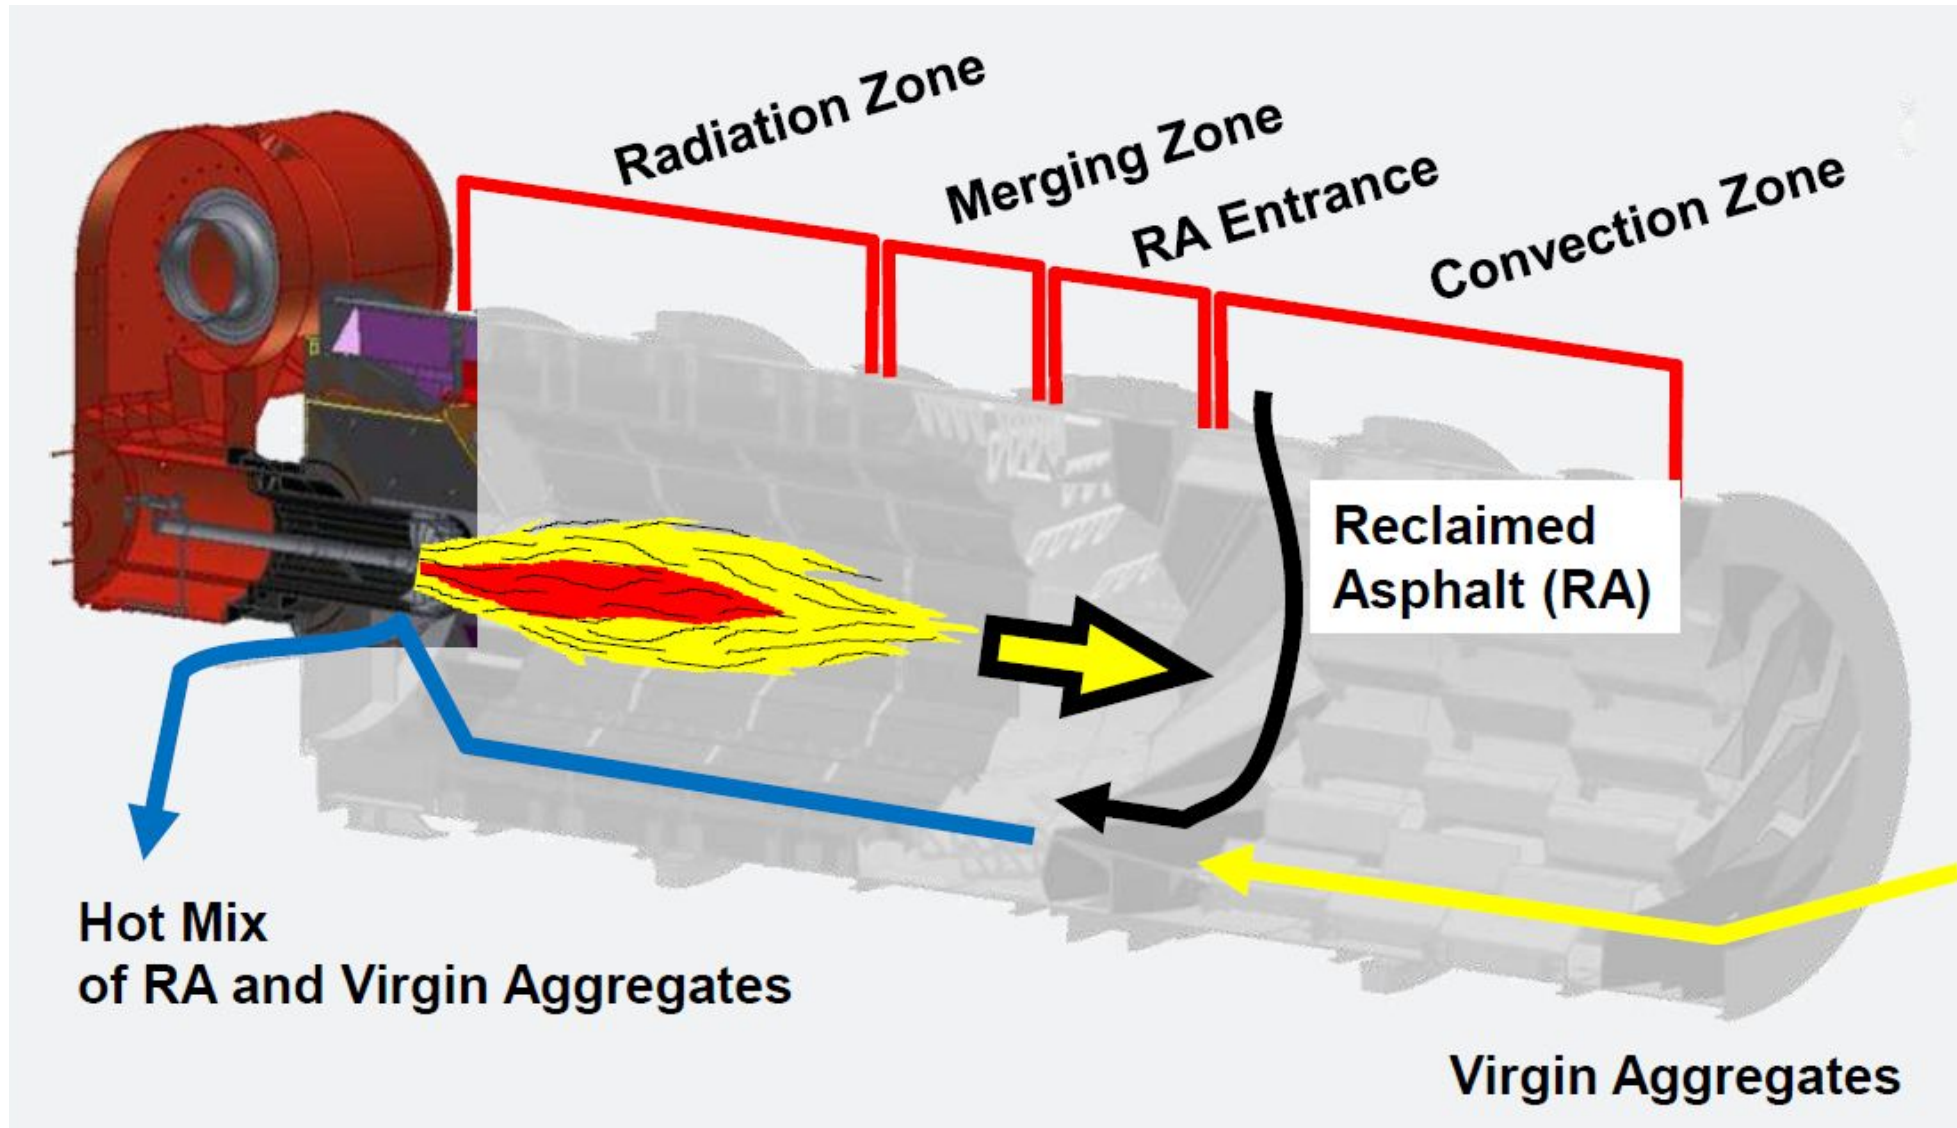 Radiation Zone
Merging Zone
RA Entrance
Convection Zone
Reclaimed
Asphalt (RA)
Hot Mix
of RA and Virgin Aggregates
Virgin Aggregates